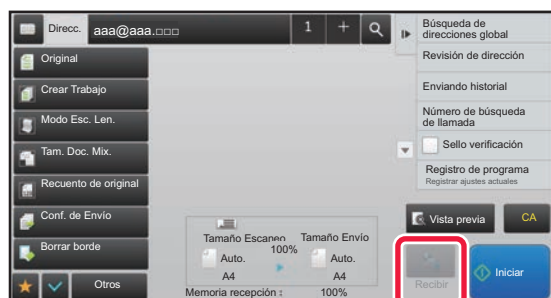 Direcc.
aaa@aaa.□□□
1
+
Búsqueda de
direcciones global
Original
Revisión de dirección
Crear Trabajo
Enviando historial
Modo Esc. Len.
Número de búsqueda
de llamada
Tam. Doc. Mix.
Sello verificación
Recuento de original
Registro de programa
Registrar ajustes actuales
Conf. de Envío
Vista previa
CA
Borrar borde
Tamaño Escaneo
Tamaño Envío
100%
Auto.
Auto.
A4
A4
Otros
Memoria recepción :
100%
Recibir
Iniciar